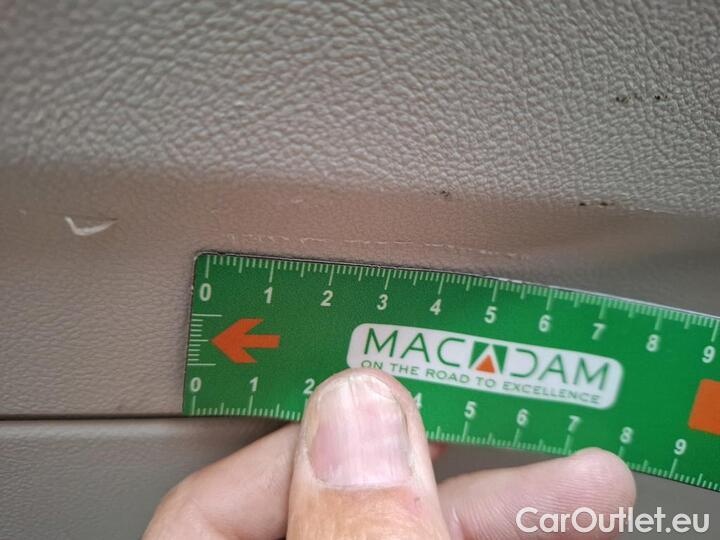 0 1 2 3 4 5 6 7 8 9
MACADAM
ON THE ROAD TO EXCELLENCE
0 1 2 4 5 6 7 8 9
CarOutlet.eu